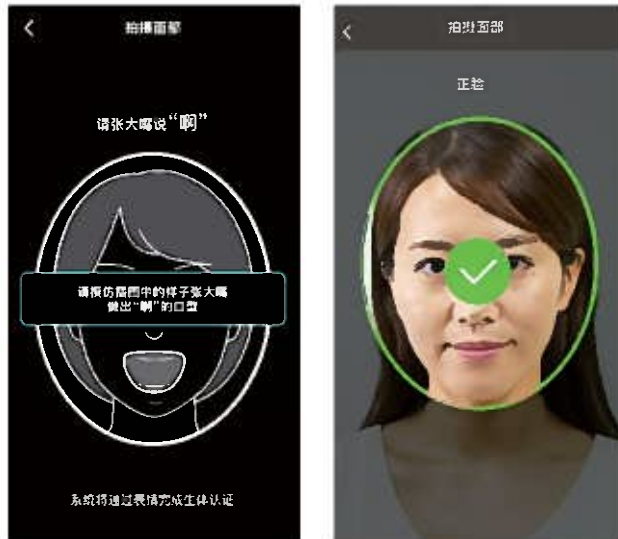 拍摄面部
请张大嘴说“啊”
请模仿插图中的样子张大嘴
做出“啊”的口型
系统将通过表情完成生体认证
拍摄面部
正脸